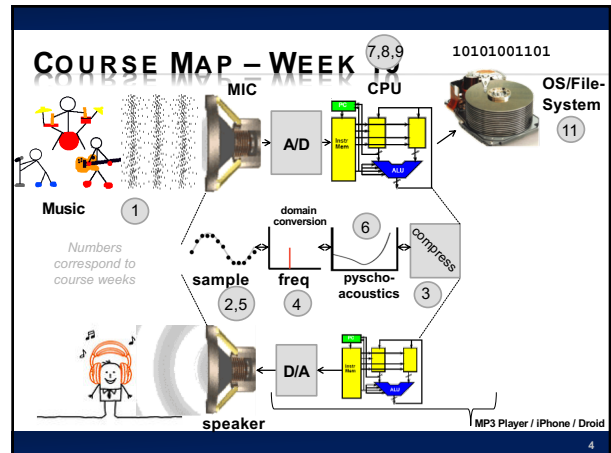 COURSE MAP – WEEK 10
7,8,9
10101001101
MIC
CPU
OS/File-
System
11
A/D
PC
Instr
Mem
ALU
Music
1
Numbers
correspond to
course weeks
domain
conversion
6
compress
sample
freq
pyscho-
acoustics
2,5
4
3
D/A
PC
Instr
Mem
ALU
speaker
MP3 Player / iPhone / Droid
4